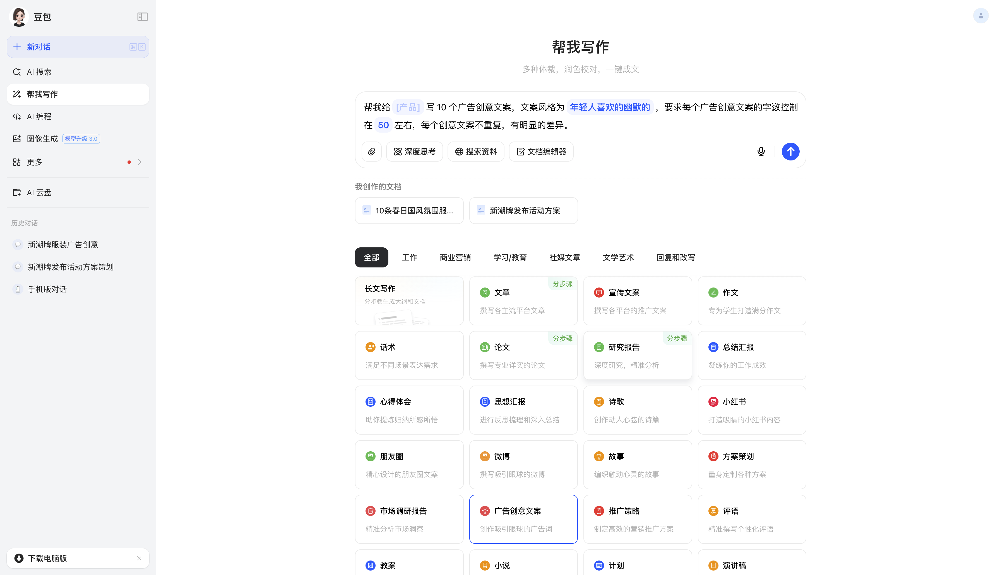 豆包
新对话
⌘ K
AI 搜索
帮我写作
AI 编程
图像生成 模型升级 3.0
更多
AI 云盘
历史对话
新潮牌服装广告创意
新潮牌发布活动方案策划
手机版对话
下载电脑版
帮我写作
多种体裁，润色校对，一键成文
帮我给 [产品] 写 10 个广告创意文案，文案风格为 年轻人喜欢的幽默的 ，要求每个广告创意文案的字数控制
在 50 左右，每个创意文案不重复，有明显的差异。
深度思考 搜索资料 文档编辑器
我创作的文档
10条春日国风氛围服... 新潮牌发布活动方案
全部 工作 商业营销 学习/教育 社媒文章 文学艺术 回复和改写
长文写作
分步骤生成大纲和文档
分步骤
文章
撰写各主流平台文章
宣传文案
撰写各平台的推广文案
作文
专为学生打造满分作文
话术
满足不同场景表达需求
分步骤
论文
撰写专业详实的论文
分步骤
研究报告
深度研究，精准分析
总结汇报
凝练你的工作成效
心得体会
助你提炼归纳所感所悟
思想汇报
进行反思梳理和深入总结
诗歌
创作动人心弦的诗篇
小红书
打造吸睛的小红书内容
朋友圈
精心设计的朋友圈文案
微博
撰写吸引眼球的微博
故事
编织触动心灵的故事
方案策划
量身定制各种方案
市场调研报告
精准分析市场洞察
广告创意文案
创作吸引眼球的广告词
推广策略
制定高效的营销推广方案
评语
精准撰写个性化评语
教案
小说
计划
演讲稿